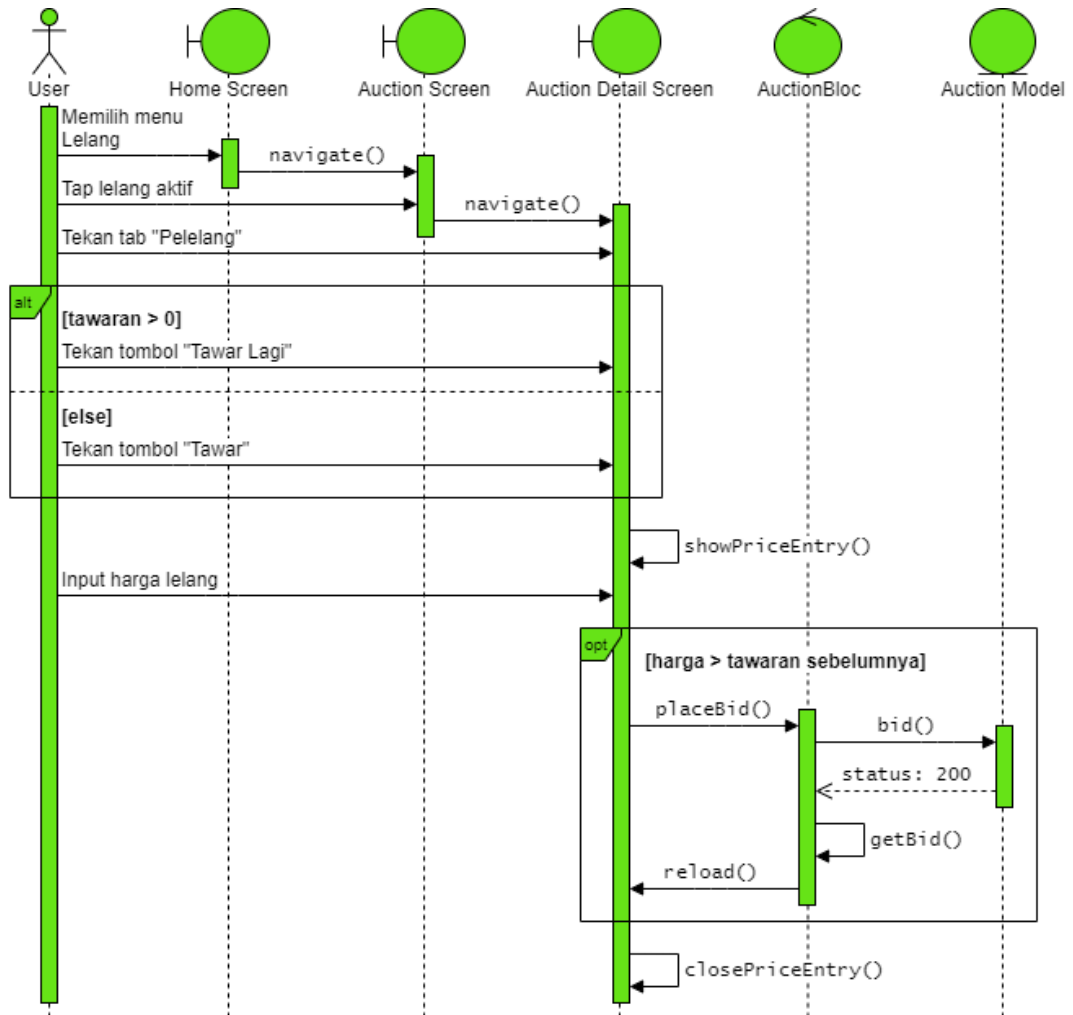 User
Home Screen
Auction Screen
Auction Detail Screen
AuctionBloc
Auction Model
Memilih menu
Lelang
navigate()
Tap lelang aktif
navigate()
Tekan tab "Pelelang"
alt
[tawaran > 0]
Tekan tombol "Tawar Lagi"
[else]
Tekan tombol "Tawar"
showPriceEntry()
Input harga lelang
opt
[harga > tawaran sebelumnya]
placeBid()
bid()
status: 200
getBid()
reload()
closePriceEntry()